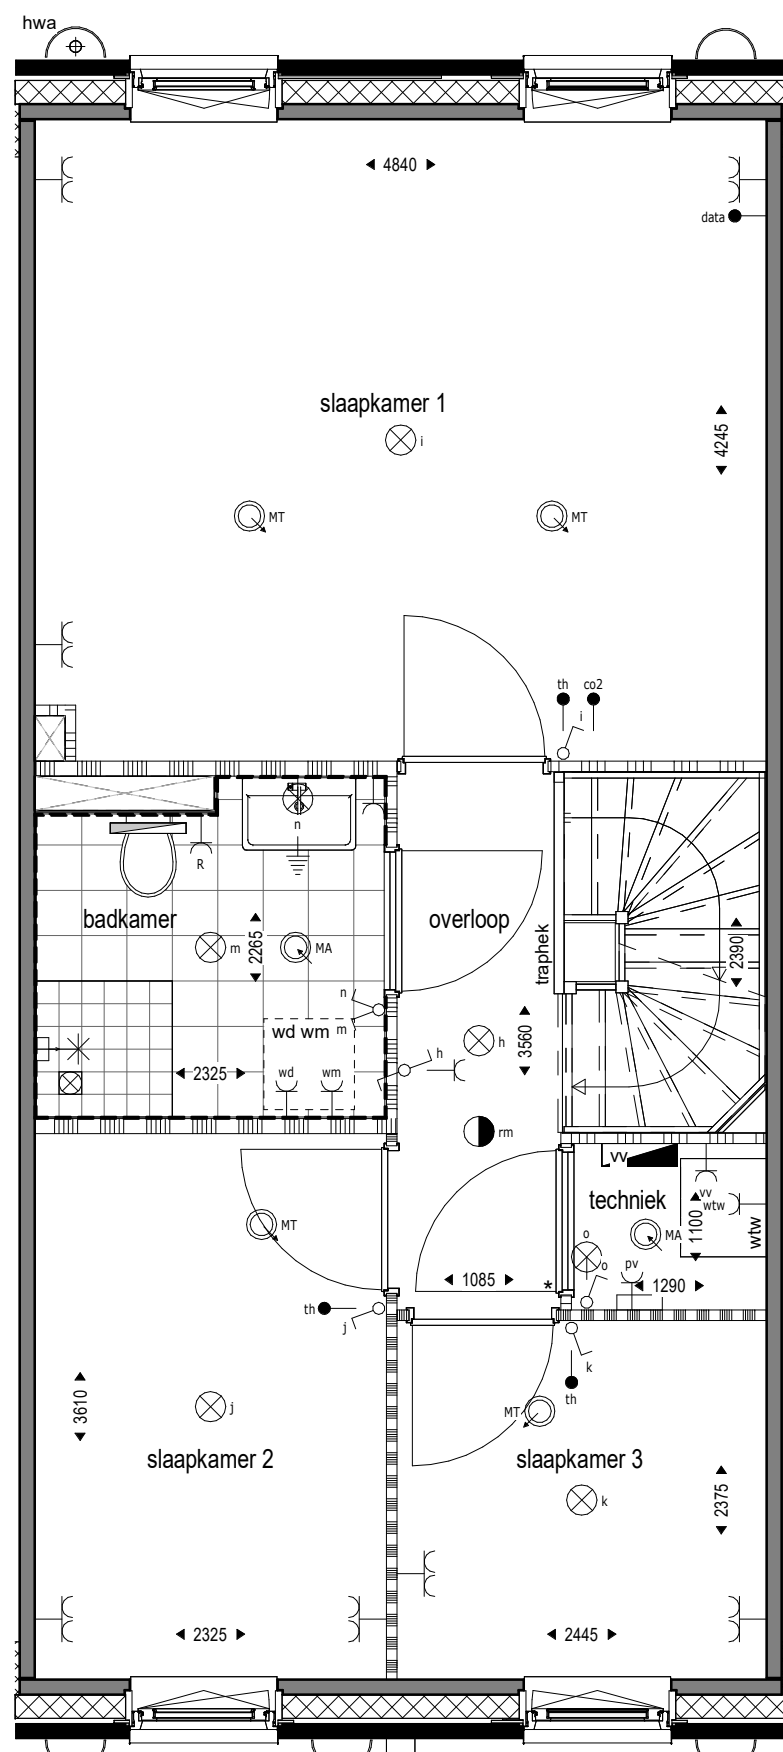 hwa
4840
data
slaapkamer 1
4245
i
MT
MT
th
co2
i
n
R
badkamer
overloop
traphek
2265
m
MA
2390
n
m
wd wm
3560
h
h
2325
wd
wm
rm
vv
techniek
vv
wtw
wtw
1100
MT
MA
o
o
pv
1085
*
1290
th
j
k
th
3610
j
MT
slaapkamer 2
slaapkamer 3
k
2375
2325
2445